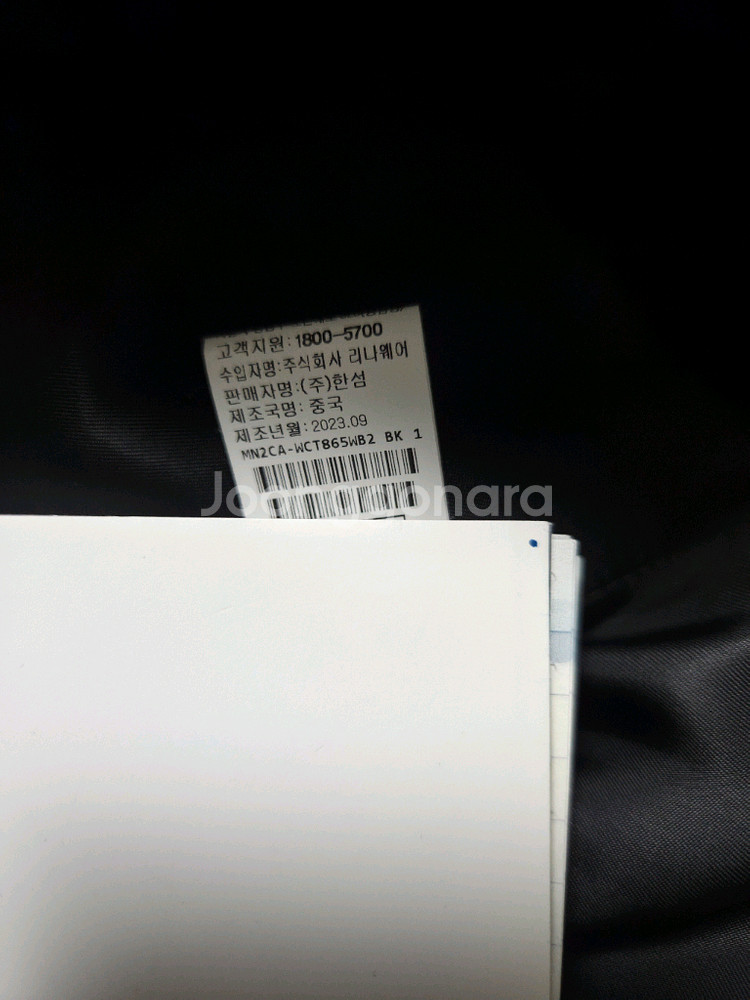 고객지원:1800-5700
수입자명:주식회사 리나웨어
판매자명:(주)한섬
제조국명: 중국
제조년월:2023.09
MN2CA-WCT865WB2 BK 1
Joonggonara